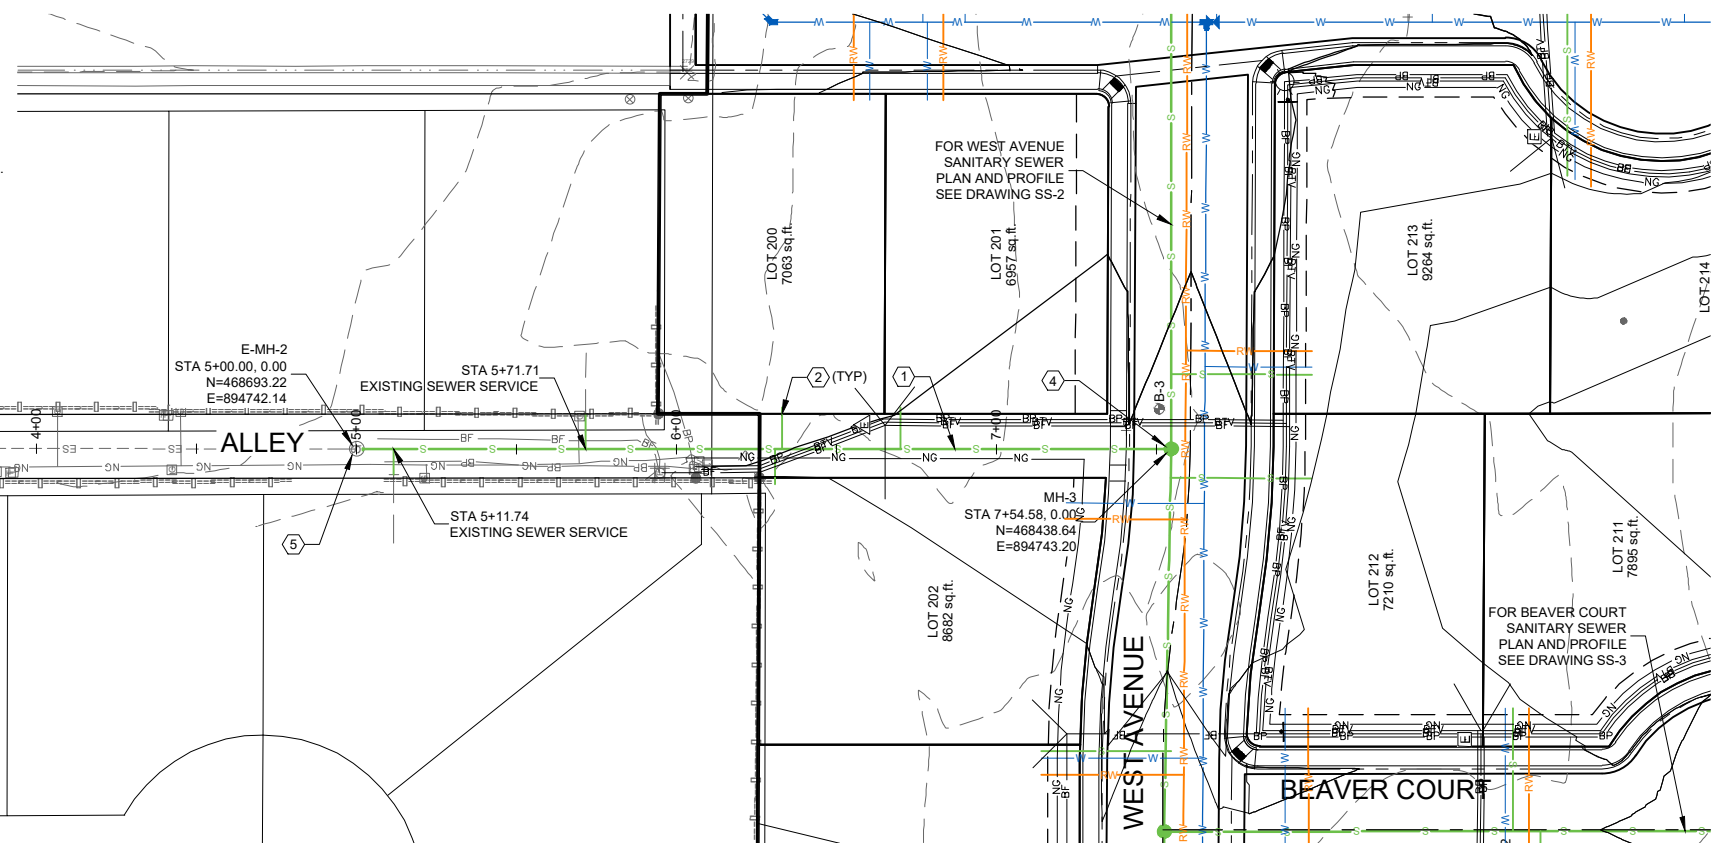 FOR WEST AVENUE
SANITARY SEWER
PLAN AND PROFILE
SEE DRAWING SS-2
LOT 200
7063 sq.ft.
LOT 201
6957 sq.ft.
LOT 213
9264 sq.ft.
LOT 214
E-MH-2
STA 5+00.00, 0.00
N=468693.22
E=894742.14
STA 5+71.71
EXISTING SEWER SERVICE
2 (TYP)
1
4
B-3
4+00
5+00
6+00
7+00
ALLEY
STA 5+11.74
EXISTING SEWER SERVICE
5
MH-3
STA 7+54.58, 0.00
N=468438.64
E=894743.20
LOT 202
8682 sq.ft.
LOT 212
7210 sq.ft.
LOT 211
7895 sq.ft.
FOR BEAVER COURT
SANITARY SEWER
PLAN AND PROFILE
SEE DRAWING SS-3
WEST AVENUE
BEAVER COURT